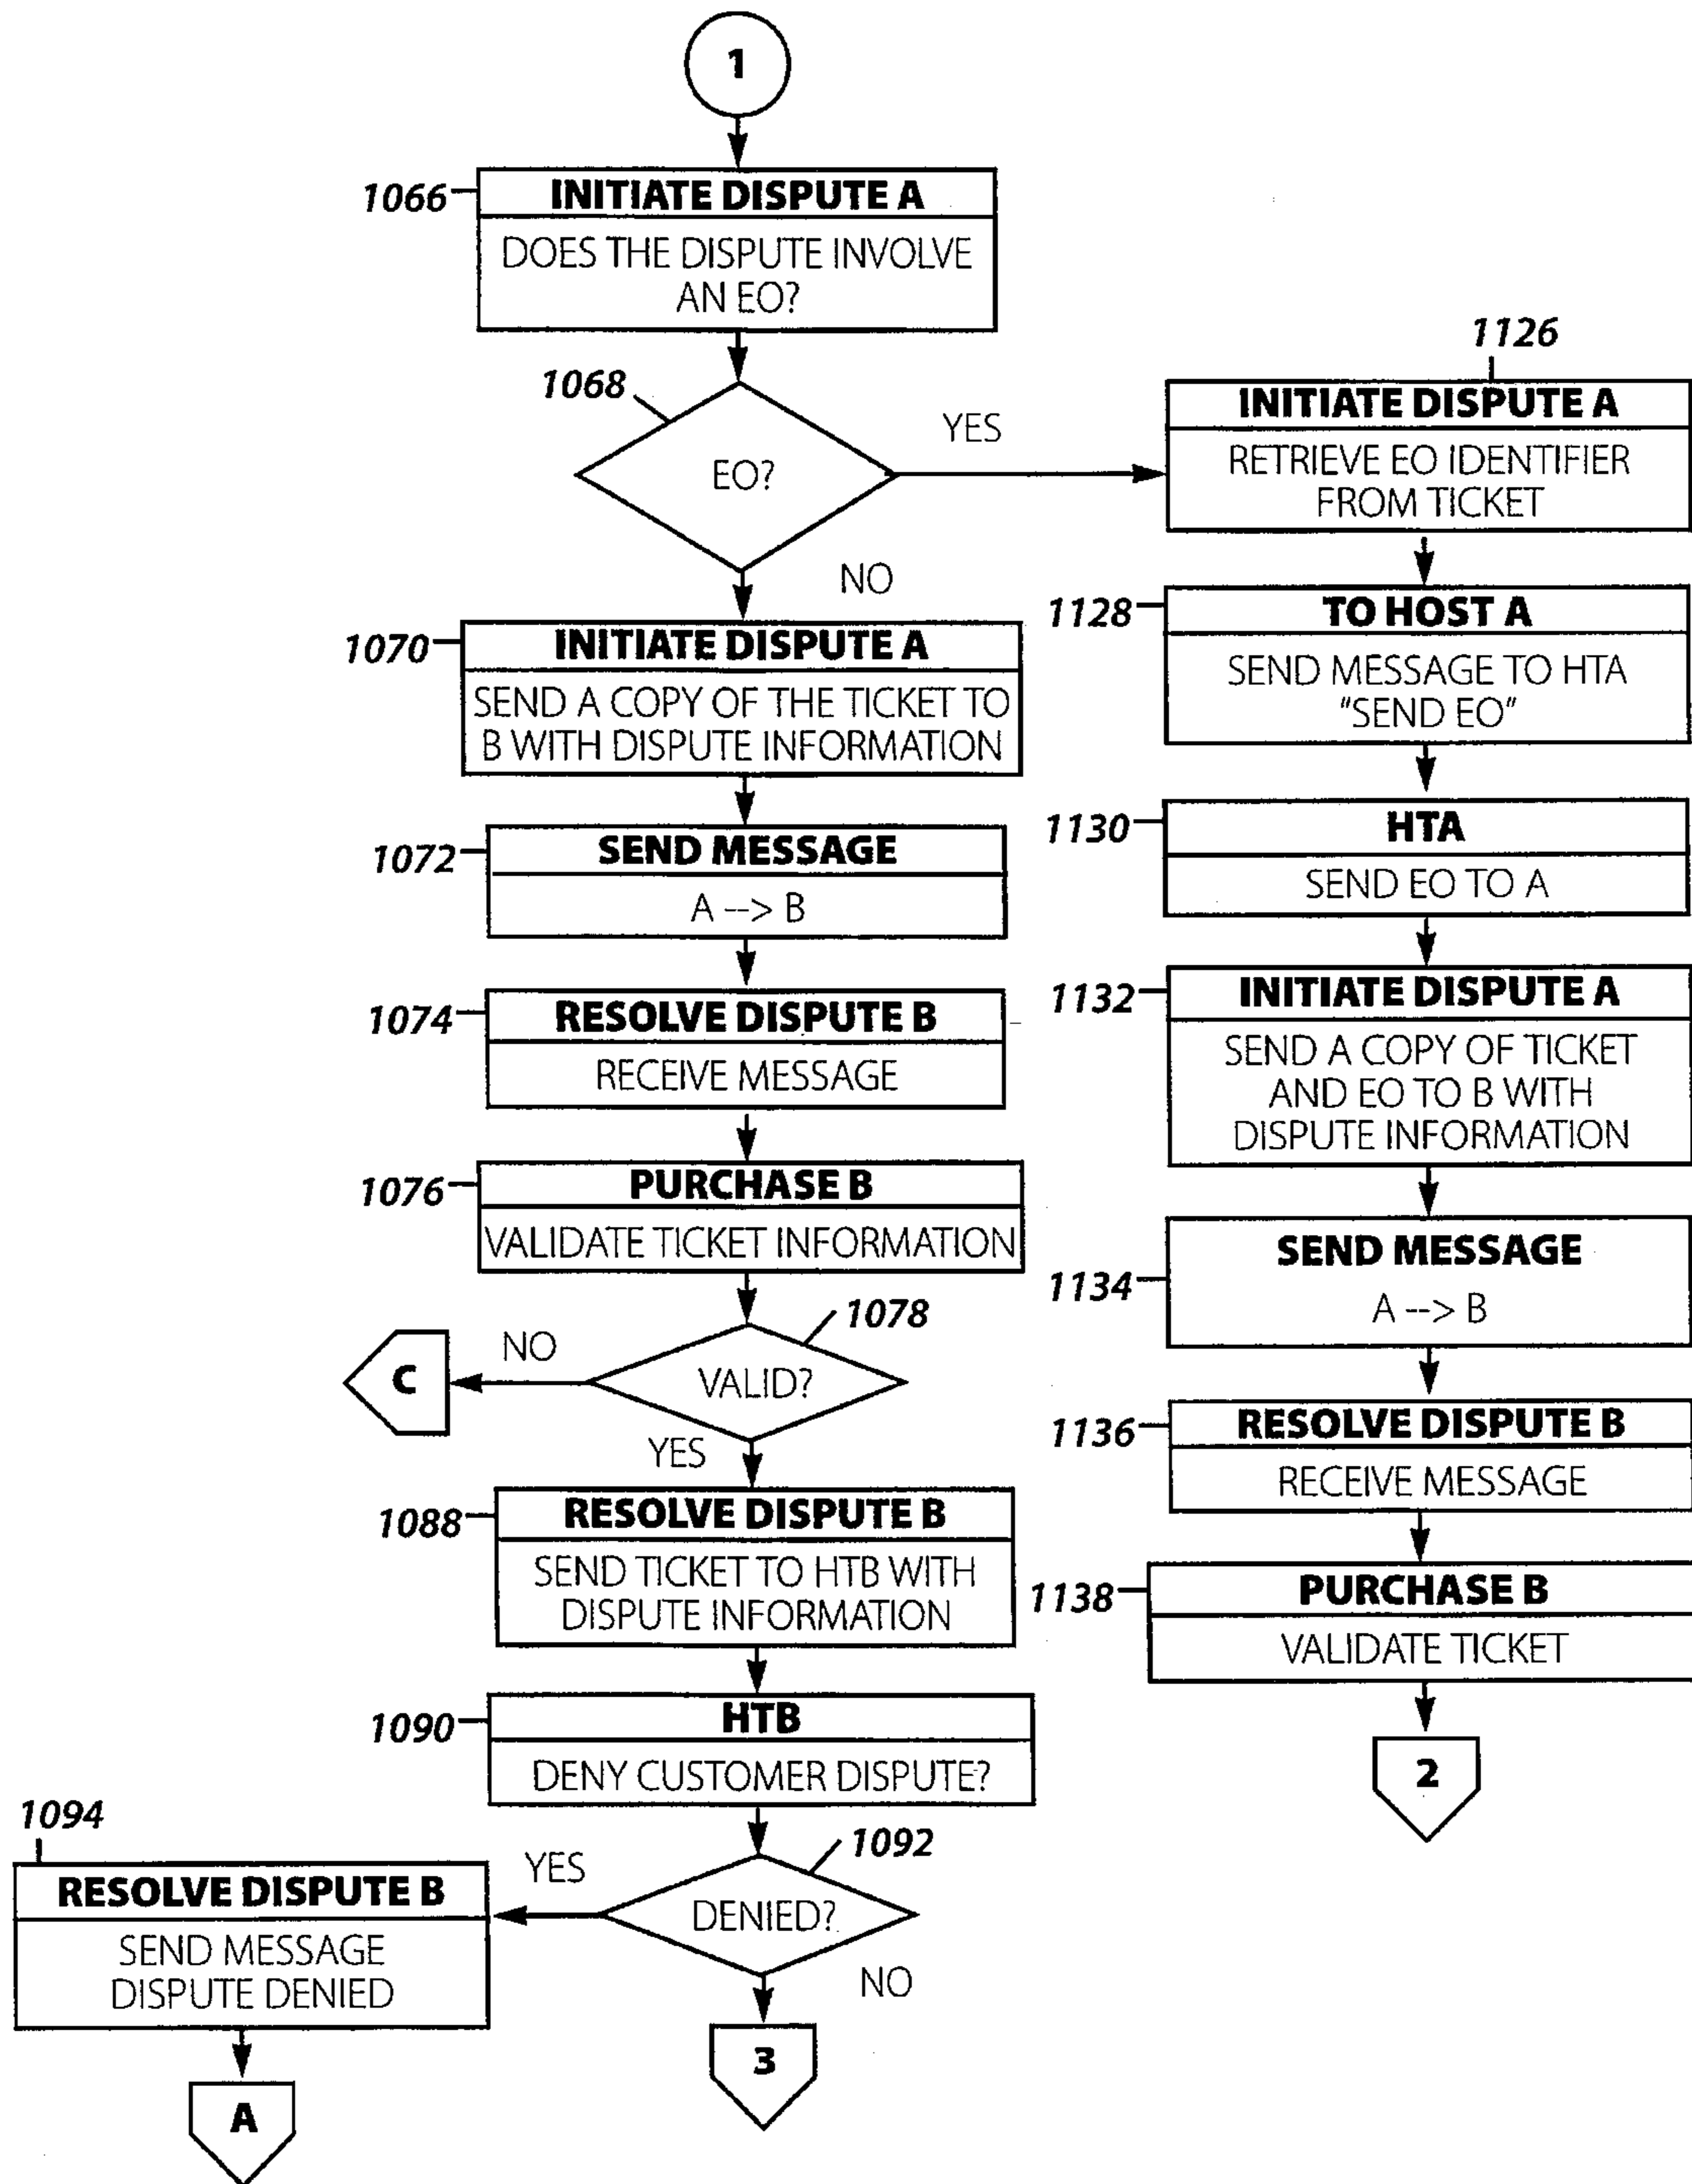 1
1066
INITIATE DISPUTE A
DOES THE DISPUTE INVOLVE
AN EO?
1068
EO?
YES
NO
1070
INITIATE DISPUTE A
SEND A COPY OF THE TICKET TO
B WITH DISPUTE INFORMATION
1072
SEND MESSAGE
A --> B
1074
RESOLVE DISPUTE B
RECEIVE MESSAGE
1076
PURCHASE B
VALIDATE TICKET INFORMATION
1078
VALID?
NO
C
YES
1088
RESOLVE DISPUTE B
SEND TICKET TO HTB WITH
DISPUTE INFORMATION
1090
HTB
DENY CUSTOMER DISPUTE?
1092
DENIED?
YES
NO
1094
RESOLVE DISPUTE B
SEND MESSAGE
DISPUTE DENIED
A
3
1126
INITIATE DISPUTE A
RETRIEVE EO IDENTIFIER
FROM TICKET
1128
TO HOST A
SEND MESSAGE TO HTA
"SEND EO"
1130
HTA
SEND EO TO A
1132
INITIATE DISPUTE A
SEND A COPY OF TICKET
AND EO TO B WITH
DISPUTE INFORMATION
1134
SEND MESSAGE
A --> B
1136
RESOLVE DISPUTE B
RECEIVE MESSAGE
1138
PURCHASE B
VALIDATE TICKET
2